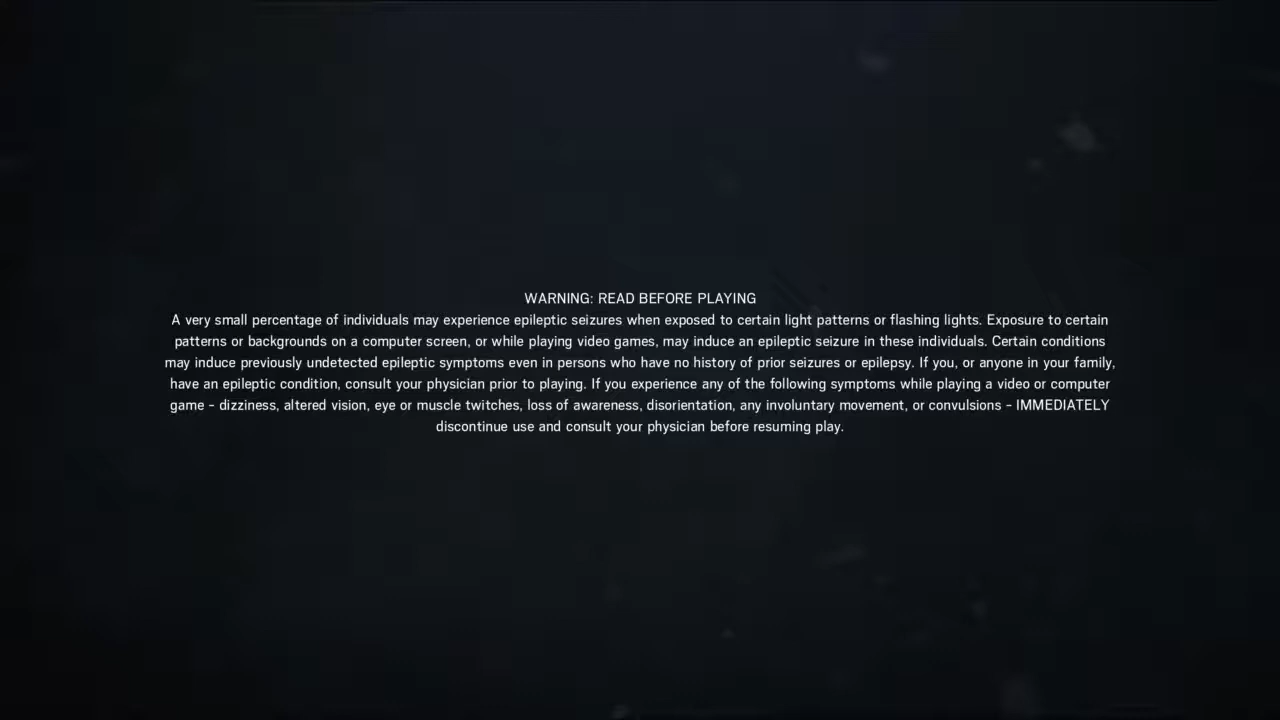 WARNING: READ BEFORE PLAYING
A very small percentage of individuals may experience epileptic seizures when exposed to certain light patterns or flashing lights. Exposure to certain
patterns or backgrounds on a computer screen, or while playing video games, may induce an epileptic seizure in these individuals. Certain conditions
may induce previously undetected epileptic symptoms even in persons who have no history of prior seizures or epilepsy. If you, or anyone in your family,
have an epileptic condition, consult your physician prior to playing. If you experience any of the following symptoms while playing a video or computer
game – dizziness, altered vision, eye or muscle twitches, loss of awareness, disorientation, any involuntary movement, or convulsions – IMMEDIATELY
discontinue use and consult your physician before resuming play.